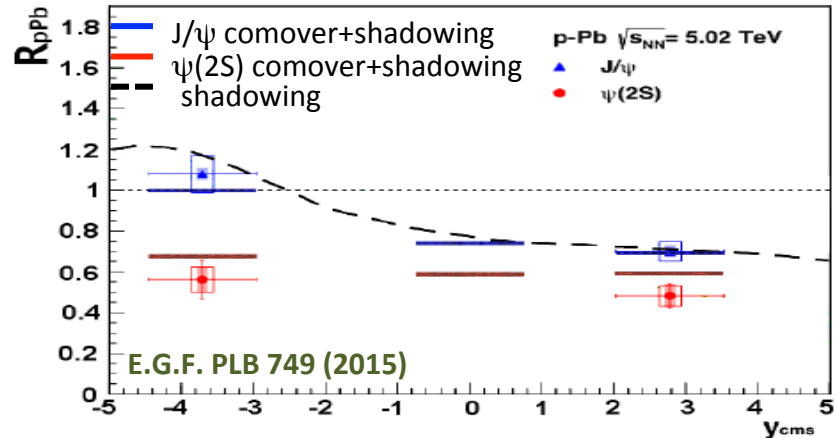 R_pPb
1.8
1.6
1.4
1.2
1
0.8
0.6
0.4
0.2
0
J/ψ comover+shadowing
ψ(2S) comover+shadowing
shadowing
p-Pb √s_NN = 5.02 TeV
J/ψ
ψ(2S)
E.G.F. PLB 749 (2015)
-5 -4 -3 -2 -1 0 1 2 3 4 5
y_cms